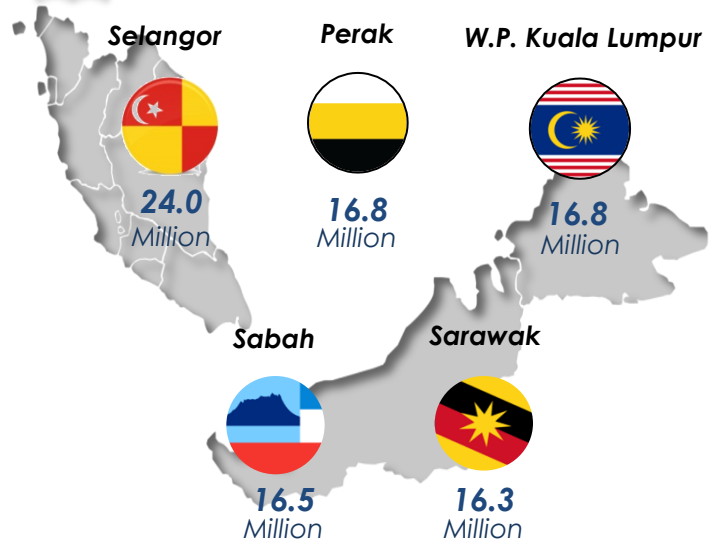 Selangor
Perak
W.P. Kuala Lumpur
24.0
Million
16.8
Million
16.8
Million
Sabah
Sarawak
16.5
Million
16.3
Million